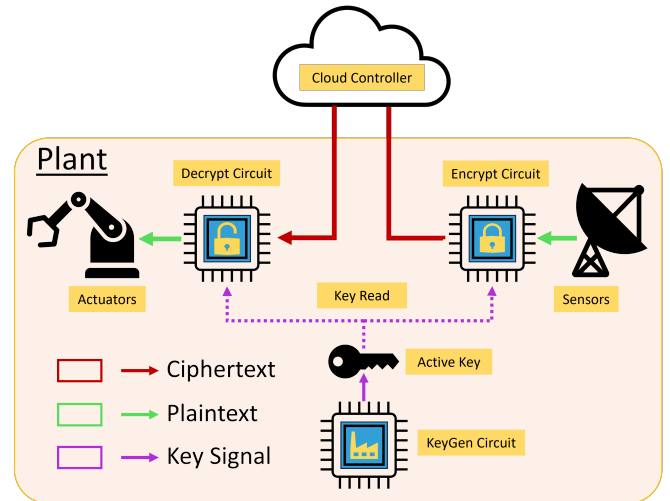 Cloud Controller
Plant
Decrypt Circuit
Encrypt Circuit
Actuators
Key Read
Sensors
Active Key
Ciphertext
Plaintext
KeyGen Circuit
Key Signal